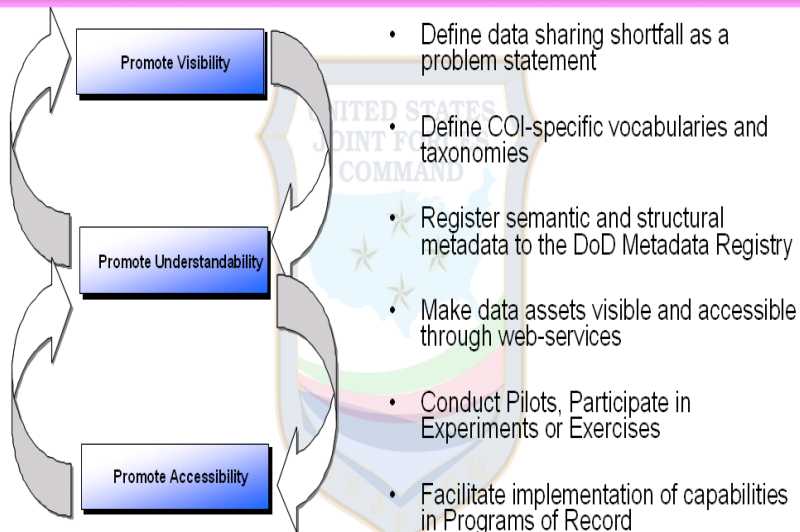 Promote Visibility
Promote Understandability
Promote Accessibility
• Define data sharing shortfall as a
problem statement
• Define COI-specific vocabularies and
taxonomies
• Register semantic and structural
metadata to the DoD Metadata Registry
• Make data assets visible and accessible
through web-services
• Conduct Pilots, Participate in
Experiments or Exercises
• Facilitate implementation of capabilities
in Programs of Record
UNITED STATES
JOINT FORCES
COMMAND